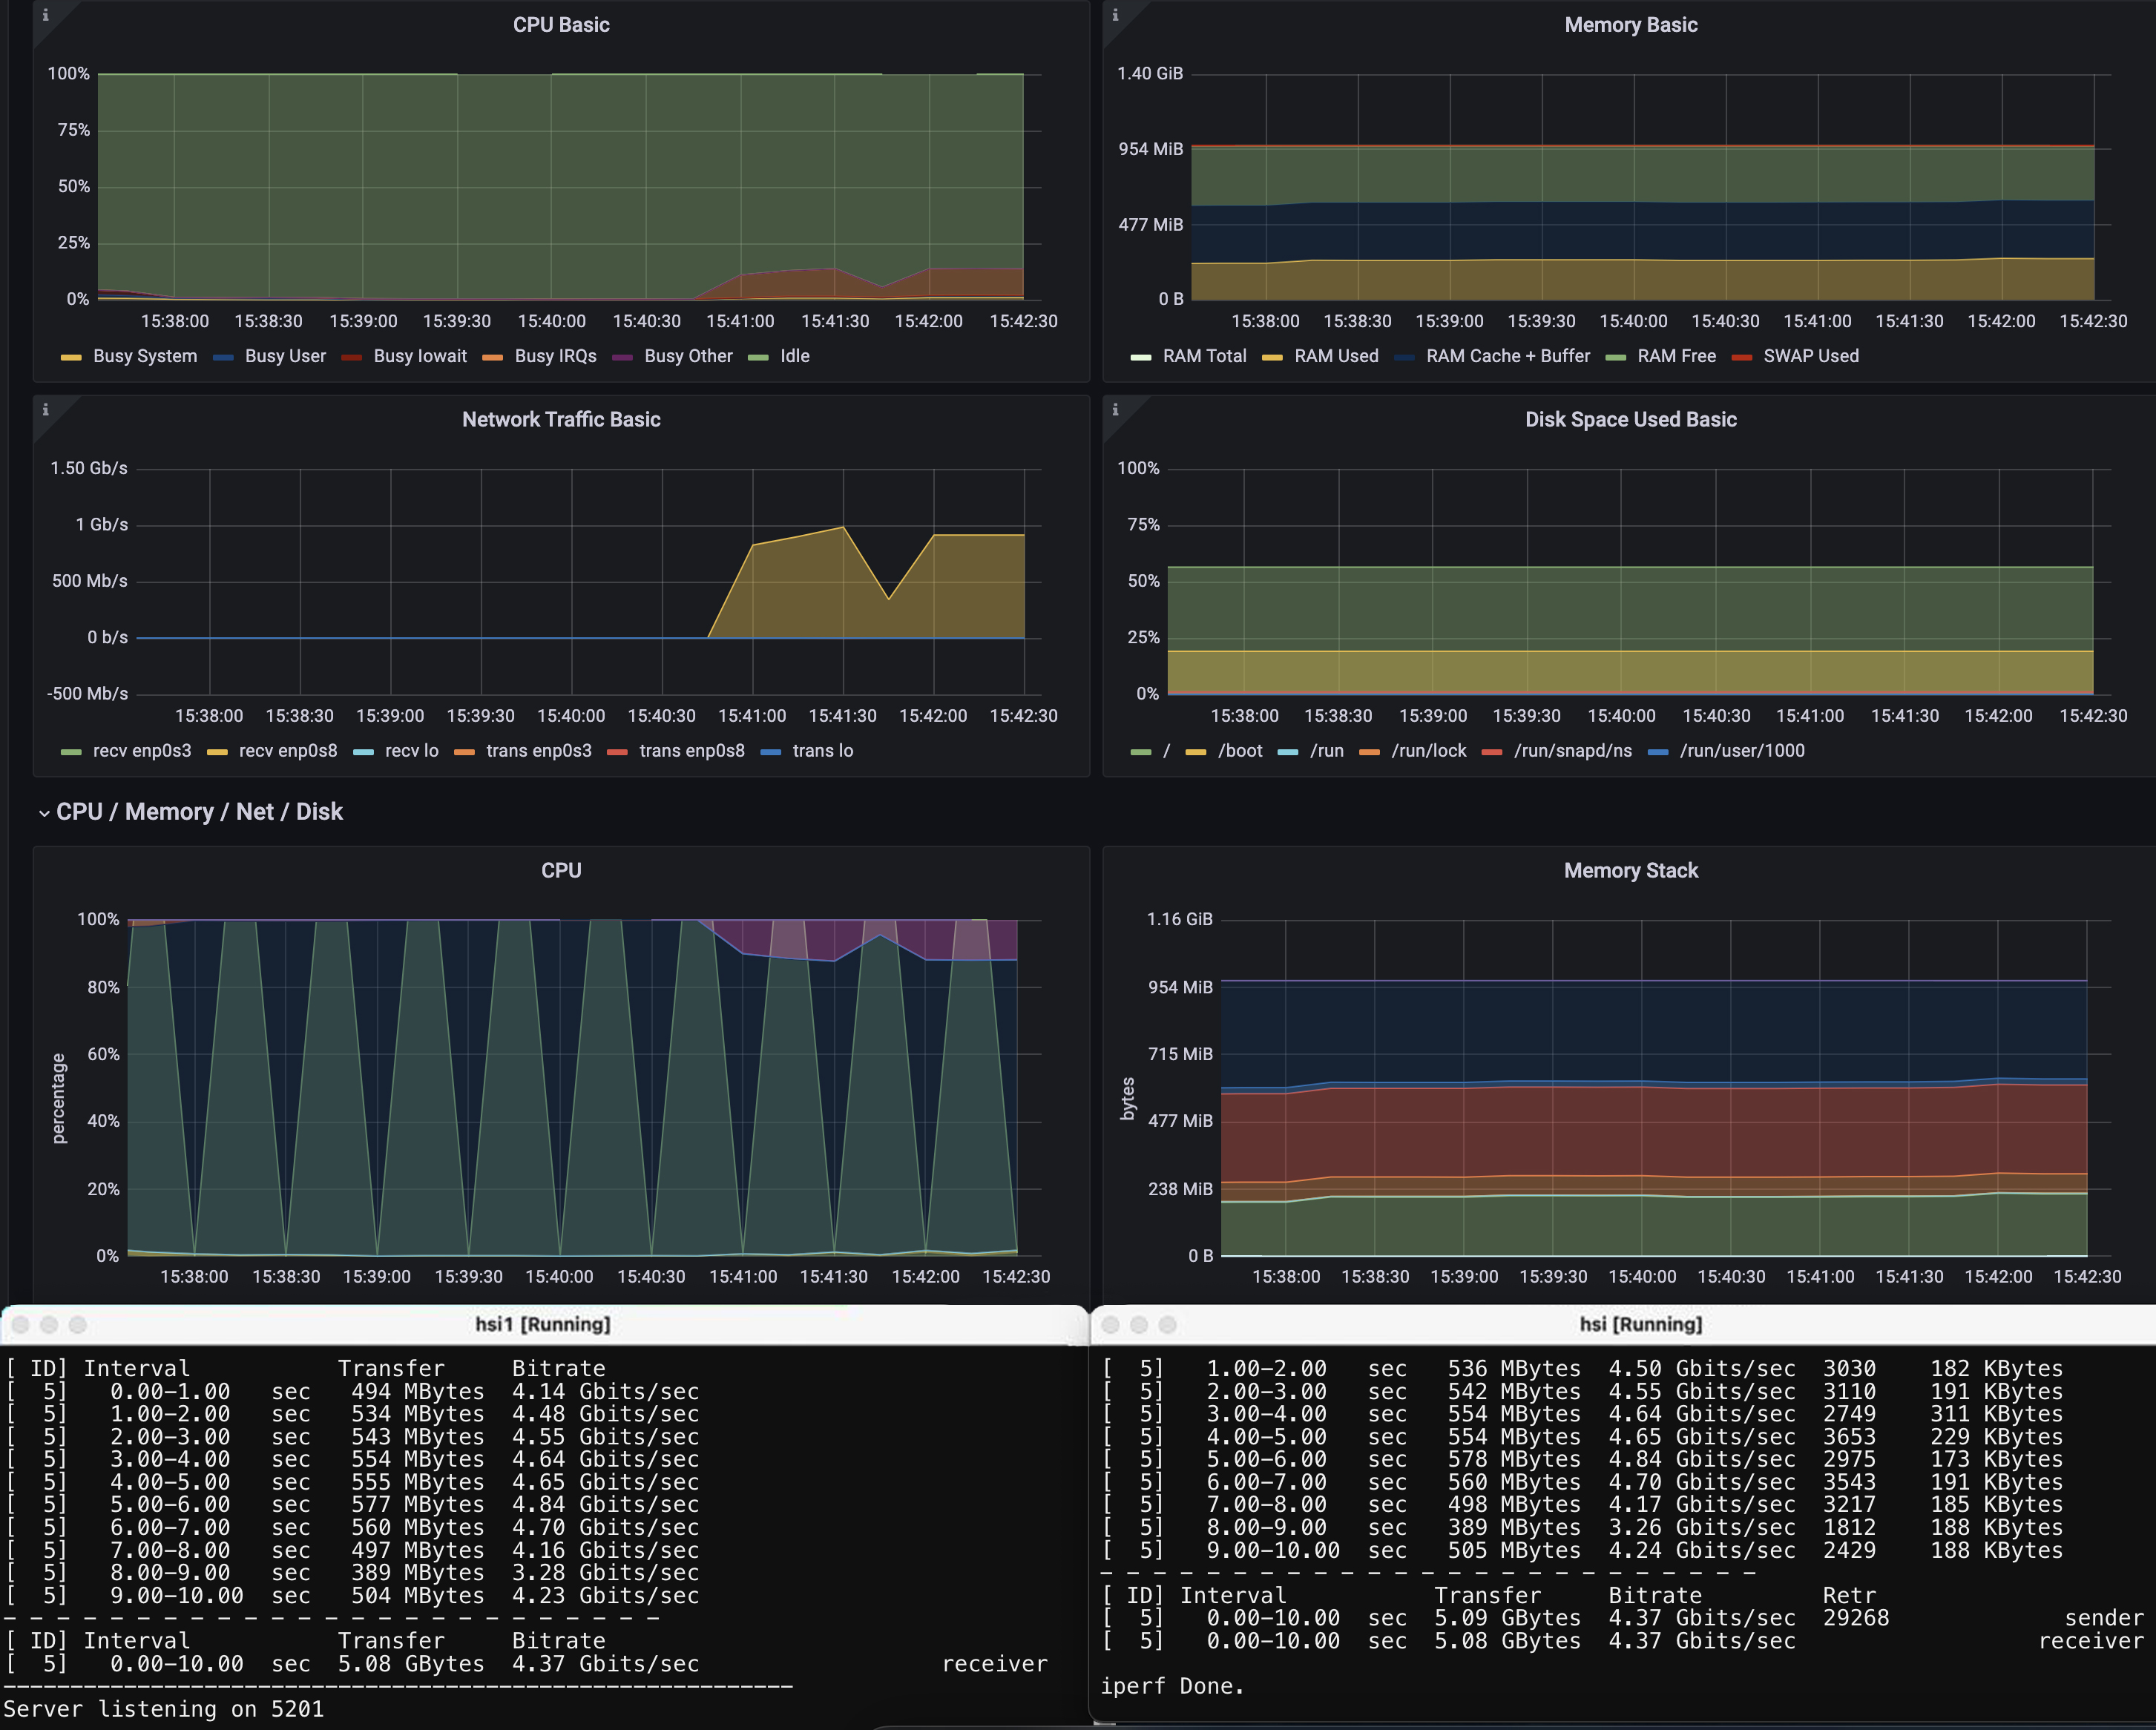 CPU Basic
100%
75%
50%
25%
0%
15:38:00 15:38:30 15:39:00 15:39:30 15:40:00 15:40:30 15:41:00 15:41:30 15:42:00 15:42:30
Busy System Busy User Busy Iowait Busy IRQs Busy Other Idle
Memory Basic
1.40 GiB
954 MiB
477 MiB
0 B
15:38:00 15:38:30 15:39:00 15:39:30 15:40:00 15:40:30 15:41:00 15:41:30 15:42:00 15:42:30
RAM Total RAM Used RAM Cache + Buffer RAM Free SWAP Used
Network Traffic Basic
1.50 Gb/s
1 Gb/s
500 Mb/s
0 b/s
-500 Mb/s
15:38:00 15:38:30 15:39:00 15:39:30 15:40:00 15:40:30 15:41:00 15:41:30 15:42:00 15:42:30
recv enp0s3 recv enp0s8 recv lo trans enp0s3 trans enp0s8 trans lo
Disk Space Used Basic
100%
75%
50%
25%
0%
15:38:00 15:38:30 15:39:00 15:39:30 15:40:00 15:40:30 15:41:00 15:41:30 15:42:00 15:42:30
/ /boot /run /run/lock /run/snapd/ns /run/user/1000
CPU / Memory / Net / Disk
CPU
percentage
100%
80%
60%
40%
20%
0%
15:38:00 15:38:30 15:39:00 15:39:30 15:40:00 15:40:30 15:41:00 15:41:30 15:42:00 15:42:30
Memory Stack
bytes
1.16 GiB
954 MiB
715 MiB
477 MiB
238 MiB
0 B
15:38:00 15:38:30 15:39:00 15:39:30 15:40:00 15:40:30 15:41:00 15:41:30 15:42:00 15:42:30
hsi1 [Running]
[ ID] Interval Transfer Bitrate
[ 5] 0.00-1.00 sec 494 MBytes 4.14 Gbits/sec
[ 5] 1.00-2.00 sec 534 MBytes 4.48 Gbits/sec
[ 5] 2.00-3.00 sec 543 MBytes 4.55 Gbits/sec
[ 5] 3.00-4.00 sec 554 MBytes 4.64 Gbits/sec
[ 5] 4.00-5.00 sec 555 MBytes 4.65 Gbits/sec
[ 5] 5.00-6.00 sec 577 MBytes 4.84 Gbits/sec
[ 5] 6.00-7.00 sec 560 MBytes 4.70 Gbits/sec
[ 5] 7.00-8.00 sec 497 MBytes 4.16 Gbits/sec
[ 5] 8.00-9.00 sec 389 MBytes 3.28 Gbits/sec
[ 5] 9.00-10.00 sec 504 MBytes 4.23 Gbits/sec
- - - - - - - - - - - - - - - - - - - - - - - - -
[ ID] Interval Transfer Bitrate
[ 5] 0.00-10.00 sec 5.08 GBytes 4.37 Gbits/sec receiver
-----------------------------------------------------------
Server listening on 5201
hsi [Running]
[ 5] 1.00-2.00 sec 536 MBytes 4.50 Gbits/sec 3030 182 KBytes
[ 5] 2.00-3.00 sec 542 MBytes 4.55 Gbits/sec 3110 191 KBytes
[ 5] 3.00-4.00 sec 554 MBytes 4.64 Gbits/sec 2749 311 KBytes
[ 5] 4.00-5.00 sec 554 MBytes 4.65 Gbits/sec 3653 229 KBytes
[ 5] 5.00-6.00 sec 578 MBytes 4.84 Gbits/sec 2975 173 KBytes
[ 5] 6.00-7.00 sec 560 MBytes 4.70 Gbits/sec 3543 191 KBytes
[ 5] 7.00-8.00 sec 498 MBytes 4.17 Gbits/sec 3217 185 KBytes
[ 5] 8.00-9.00 sec 389 MBytes 3.26 Gbits/sec 1812 188 KBytes
[ 5] 9.00-10.00 sec 505 MBytes 4.24 Gbits/sec 2429 188 KBytes
- - - - - - - - - - - - - - - - - - - - - - - - -
[ ID] Interval Transfer Bitrate Retr
[ 5] 0.00-10.00 sec 5.09 GBytes 4.37 Gbits/sec 29268 sender
[ 5] 0.00-10.00 sec 5.08 GBytes 4.37 Gbits/sec receiver
iperf Done.